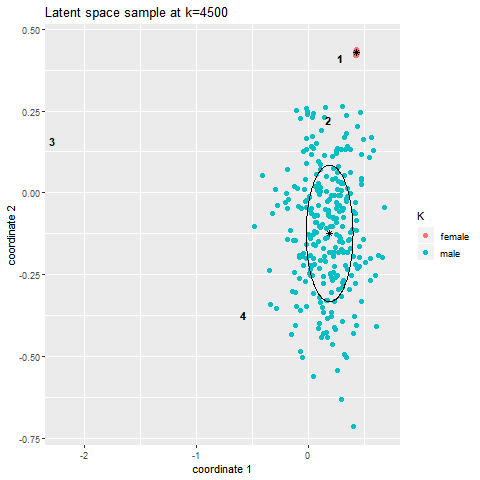 Latent space sample at k=4500
0.50
0.25
0.00
-0.25
-0.50
-0.75
coordinate 2
1
2
3
4
-2
-1
0
coordinate 1
K
female
male